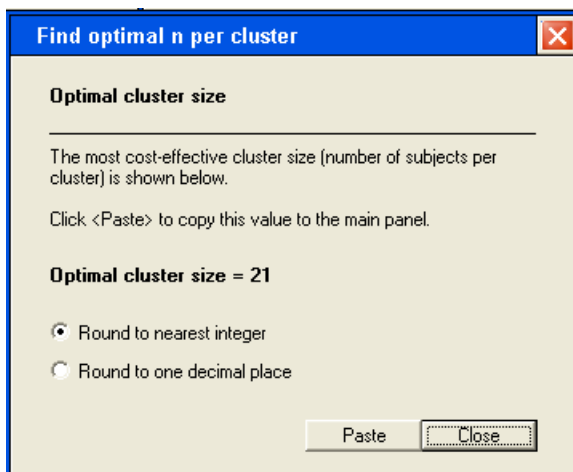 Find optimal n per cluster
Optimal cluster size
The most cost-effective cluster size (number of subjects per
cluster) is shown below.
Click <Paste> to copy this value to the main panel.
Optimal cluster size = 21
Round to nearest integer
Round to one decimal place
Paste
Close